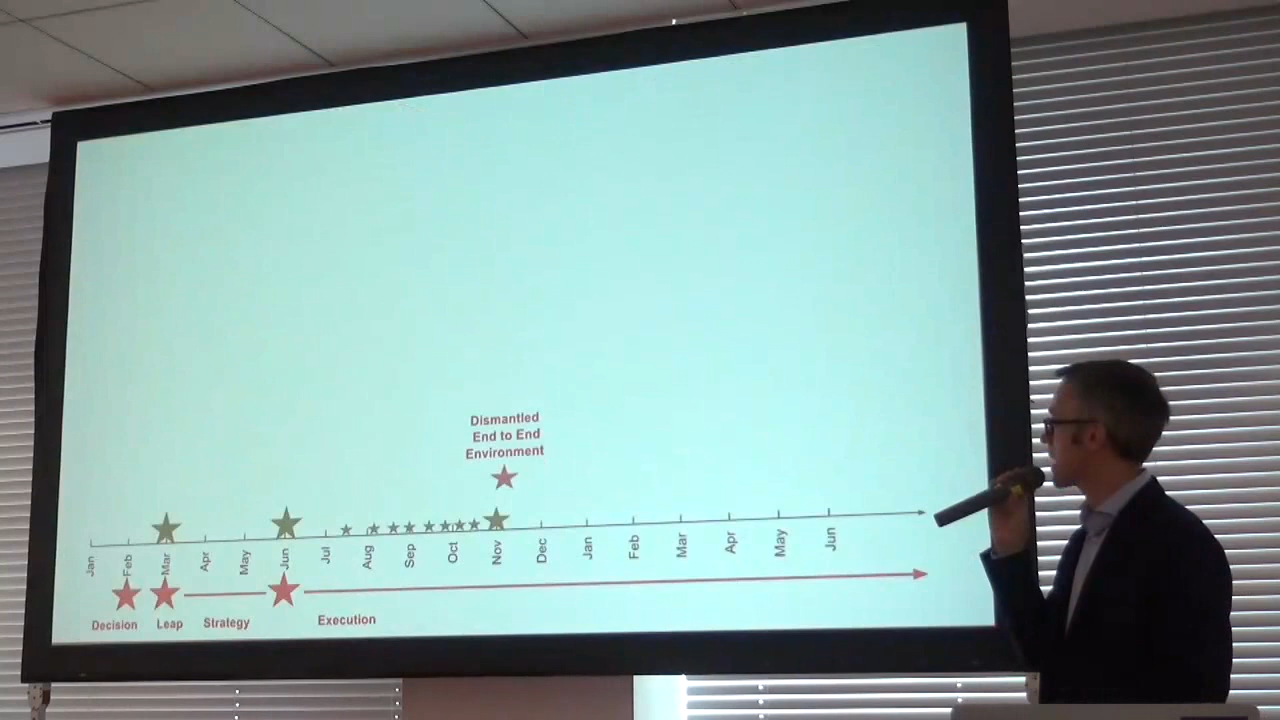 Dismantled
End to End
Environment
Jan Feb Mar Apr May Jun Jul Aug Sep Oct Nov Dec Jan Feb Mar Apr May Jun
Decision Leap Strategy Execution